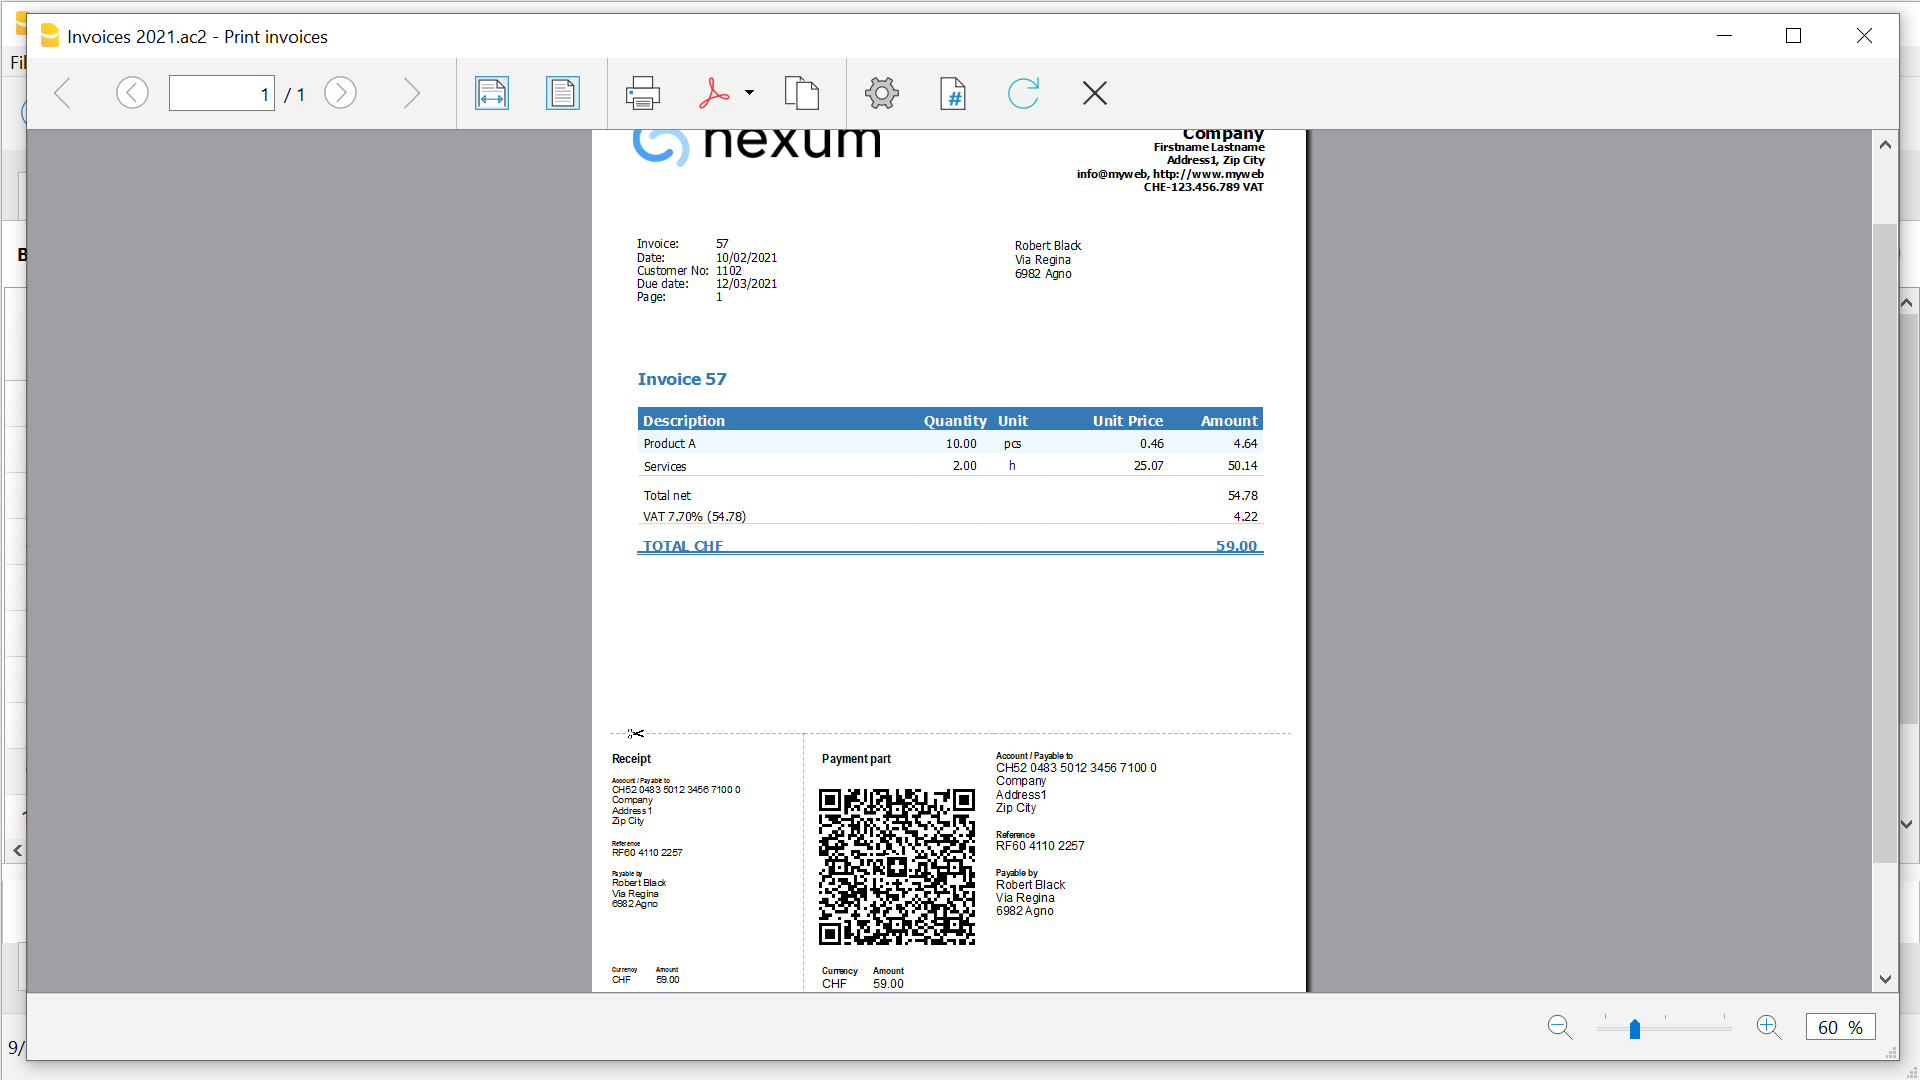 Invoices 2021.ac2 - Print invoices
Fil
1 / 1
nexum
Company
Firstname Lastname
Address1, Zip City
info@myweb, http://www.myweb
CHE-123.456.789 VAT
Invoice: 57
Date: 10/02/2021
Customer No: 1102
Due date: 12/03/2021
Page: 1
Robert Black
Via Regina
6982 Agno
Invoice 57
Description Quantity Unit Unit Price Amount
Product A 10.00 pcs 0.46 4.64
Services 2.00 h 25.07 50.14
Total net 54.78
VAT 7.70% (54.78) 4.22
TOTAL CHF 59.00
Receipt
Account / Payable to
CH52 0483 5012 3456 7100 0
Company
Address1
Zip City
Reference
RF60 4110 2257
Payable by
Robert Black
Via Regina
6982 Agno
Currency Amount
CHF 59.00
Payment part
Currency Amount
CHF 59.00
Account / Payable to
CH52 0483 5012 3456 7100 0
Company
Address1
Zip City
Reference
RF60 4110 2257
Payable by
Robert Black
Via Regina
6982 Agno
9/
60 %